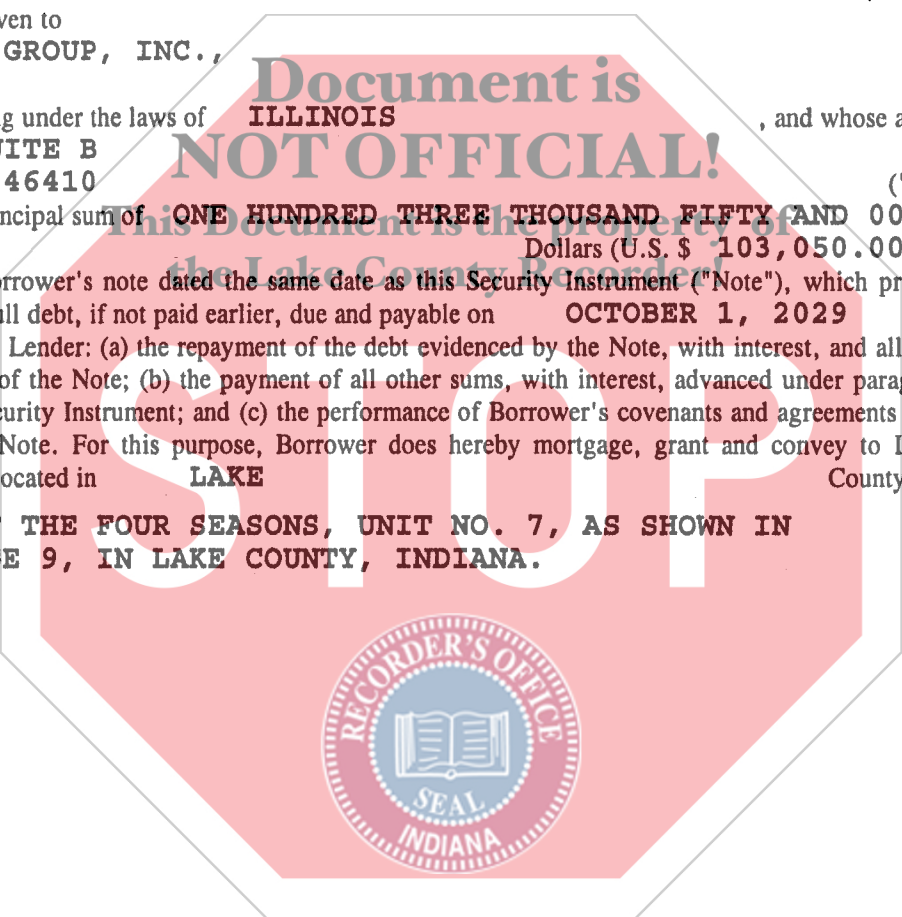 ven to
GROUP, INC.,
Document is
g under the laws of ILLINOIS , and whose a
UITE B
NOT OFFICIAL!
46410
ncipal sum of ONE HUNDRED THREE THOUSAND FIFTY AND 00
This Document is the property of
Dollars (U.S. $ 103,050.00
the Lake County Recorder!
orrower's note dated the same date as this Security Instrument ("Note"), which pr
ull debt, if not paid earlier, due and payable on OCTOBER 1, 2029
Lender: (a) the repayment of the debt evidenced by the Note, with interest, and all
of the Note; (b) the payment of all other sums, with interest, advanced under parag
curity Instrument; and (c) the performance of Borrower's covenants and agreements
Note. For this purpose, Borrower does hereby mortgage, grant and convey to L
ocated in LAKE County
THE FOUR SEASONS, UNIT NO. 7, AS SHOWN IN
E 9, IN LAKE COUNTY, INDIANA.
STOP
RECORDER'S OFFICE
SEAL
INDIANA